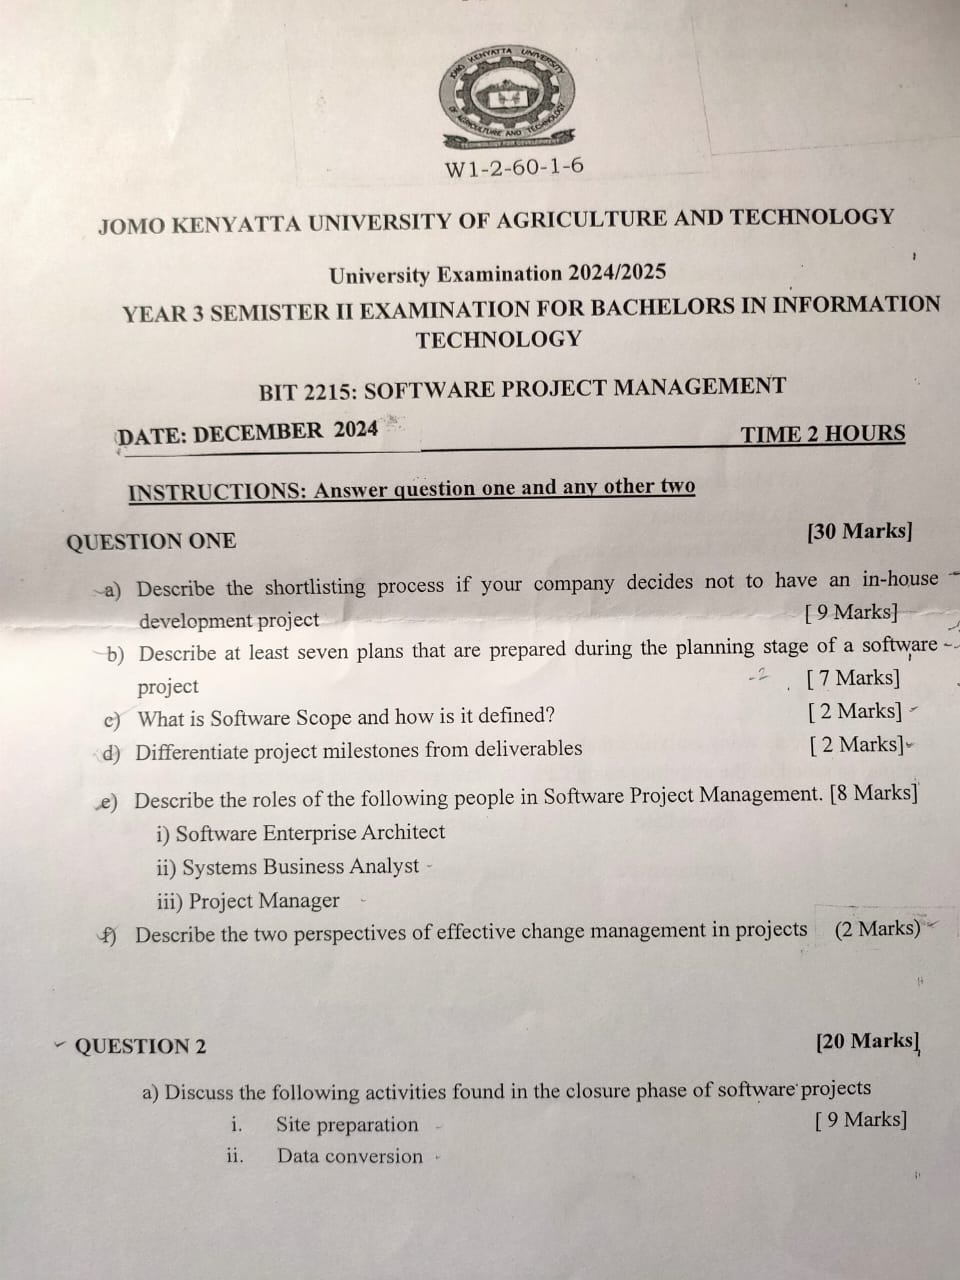 JOMO KENYATTA UNIVERSITY
OF AGRICULTURE AND TECHNOLOGY
W1-2-60-1-6
JOMO KENYATTA UNIVERSITY OF AGRICULTURE AND TECHNOLOGY
University Examination 2024/2025
YEAR 3 SEMISTER II EXAMINATION FOR BACHELORS IN INFORMATION
TECHNOLOGY
BIT 2215: SOFTWARE PROJECT MANAGEMENT
DATE: DECEMBER 2024 TIME 2 HOURS
INSTRUCTIONS: Answer question one and any other two
QUESTION ONE [30 Marks]
a) Describe the shortlisting process if your company decides not to have an in-house
development project [ 9 Marks]
b) Describe at least seven plans that are prepared during the planning stage of a software
project -2 [ 7 Marks]
c) What is Software Scope and how is it defined? [ 2 Marks]
d) Differentiate project milestones from deliverables [ 2 Marks]
e) Describe the roles of the following people in Software Project Management. [8 Marks]
i) Software Enterprise Architect
ii) Systems Business Analyst
iii) Project Manager
f) Describe the two perspectives of effective change management in projects (2 Marks)
QUESTION 2 [20 Marks]
a) Discuss the following activities found in the closure phase of software projects
i. Site preparation [ 9 Marks]
ii. Data conversion